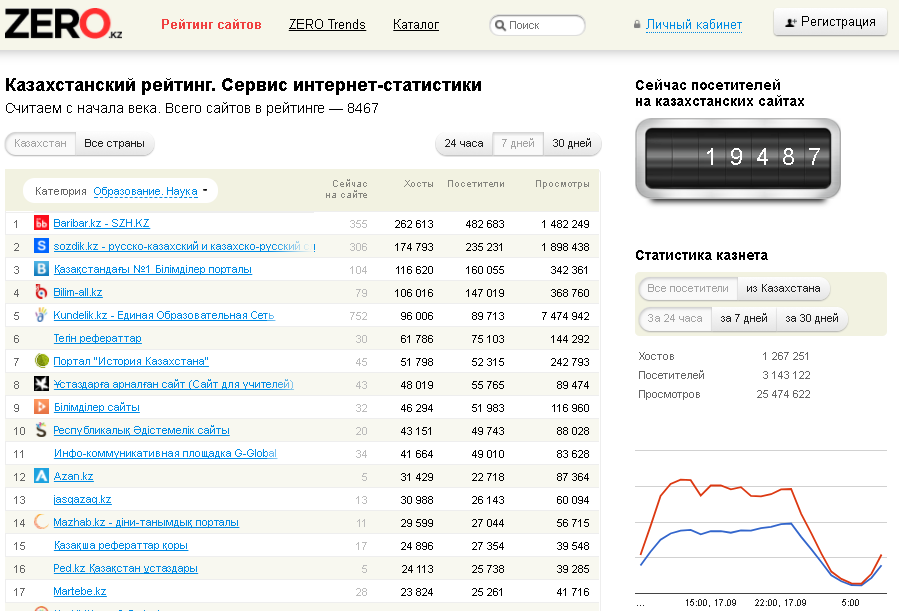 ZERO.kz Рейтинг сайтов ZERO Trends Каталог Поиск Личный кабинет Регистрация
Казахстанский рейтинг. Сервис интернет-статистики
Считаем с начала века. Всего сайтов в рейтинге — 8467
Казахстан Все страны 24 часа 7 дней 30 дней
Категория Образование. Наука Сейчас на сайте Хосты Посетители Просмотры
1 Baribar.kz - SZH.KZ 355 262 613 482 683 1 482 249
2 sozdik.kz - русско-казахский и казахско-русский 306 174 793 235 231 1 898 438
3 Қазақстандағы №1 Білімділер порталы 104 116 620 160 055 342 361
4 Bilim-all.kz 79 106 016 147 019 368 760
5 Kundelik.kz - Единая Образовательная Сеть 752 96 006 89 713 7 474 942
6 Тегін рефераттар 30 61 786 75 103 144 292
7 Портал "История Казахстана" 45 51 798 52 315 242 793
8 Ұстаздарға арналған сайт (Сайт для учителей) 43 48 019 55 765 89 474
9 Білімділер сайты 32 46 294 51 983 116 960
10 Республикалық Әдістемелік сайты 20 43 151 49 743 88 028
11 Инфо-коммуникативная площадка G-Global 34 41 664 49 010 83 628
12 Azan.kz 5 31 429 22 718 87 364
13 jasqazaq.kz 13 30 988 26 143 60 094
14 Mazhab.kz - діни-танымдық порталы 11 29 599 27 044 56 715
15 Қазақша рефераттар қоры 17 24 896 27 354 39 548
16 Ped.kz Қазақстан ұстаздары 5 24 113 25 738 39 285
17 Martebe.kz 28 23 824 25 261 41 716
Сейчас посетителей
на казахстанских сайтах
19487
Статистика казнета
Все посетители из Казахстана
За 24 часа за 7 дней за 30 дней
Хостов 1 267 251
Посетителей 3 143 122
Просмотров 25 474 622
... 15:00, 17.09 22:00, 17.09 5:00